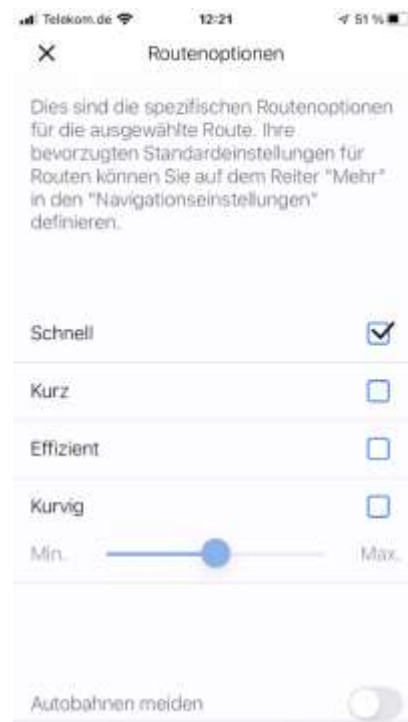 Telekom.de 12:21 51 %
Routenoptionen
Dies sind die spezifischen Routenoptionen
für die ausgewählte Route. Ihre
bevorzugten Standardeinstellungen für
Routen können Sie auf dem Reiter "Mehr"
in den "Navigationseinstellungen"
definieren.
Schnell
Kurz
Effizient
Kurvig
Min. Max.
Autobahnen meiden